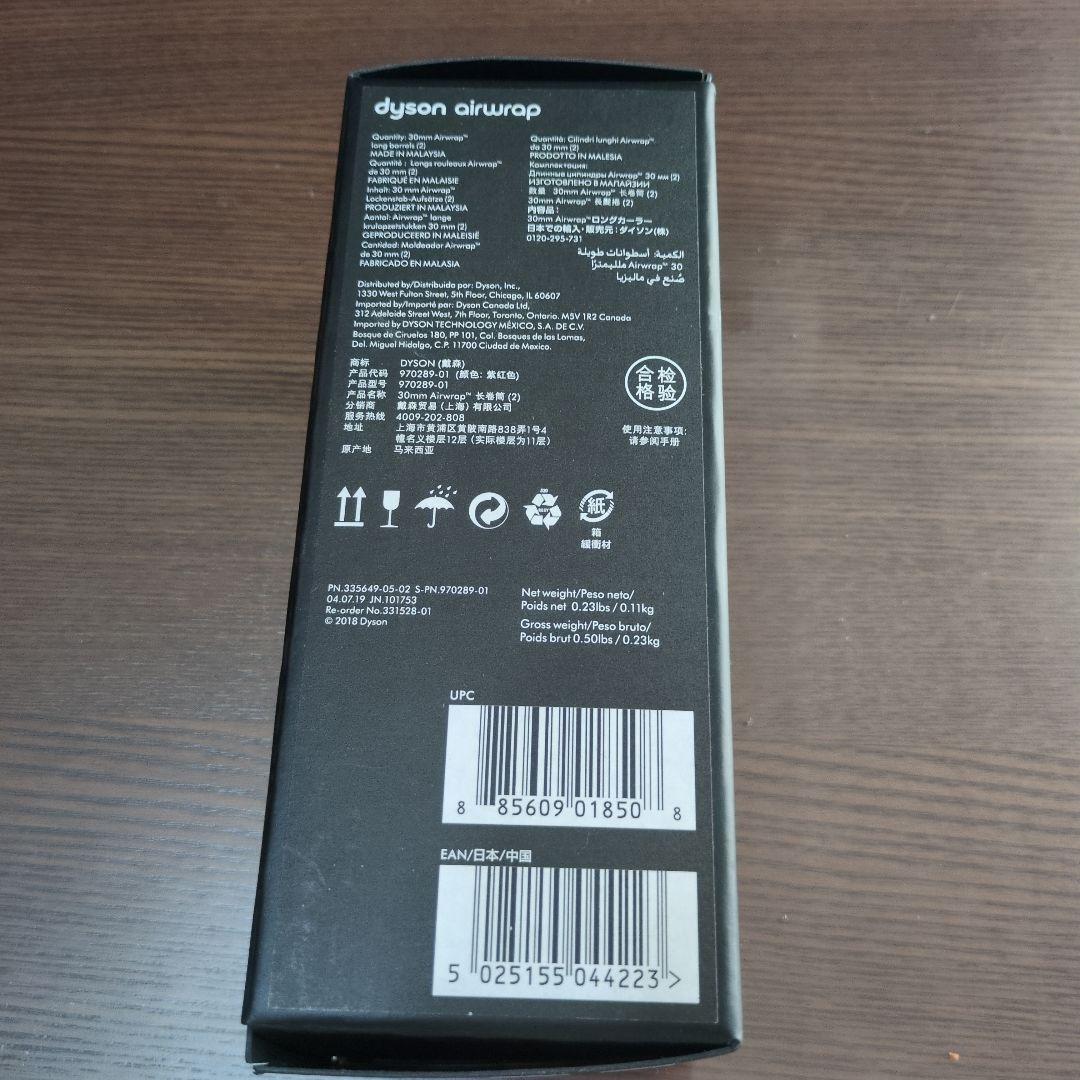 dyson airwrap
Quantity: 30mm Airwrap™
long barrels (2)
MADE IN MALAYSIA
Quantité : Longs rouleaux Airwrap™
de 30 mm (2)
FABRIQUÉ EN MALAISIE
Inhalt: 30 mm Airwrap™
Lockenstab-Aufsätze (2)
PRODUZIERT IN MALAYSIA
Aantal: Airwrap™ lange
krulopzetstukken 30 mm (2)
GEPRODUCEERD IN MALEISIË
Cantidad: Moldeador Airwrap™
de 30 mm (2)
FABRICADO EN MALASIA
Quantità: Cilindri lunghi Airwrap™
da 30 mm (2)
PRODOTTO IN MALESIA
Комплектация:
Длинные цилиндры Airwrap™ 30 мм (2)
ИЗГОТОВЛЕНО В МАЛАЙЗИИ
数量 30mm Airwrap™ 长卷筒 (2)
30mm Airwrap™ 長髮捲 (2)
内容品：
30mm Airwrap™ロングカーラー
日本での輸入・販売元：ダイソン(株)
0120-295-731
الكمية: أسطوانات طويلة
Airwrap™ 30 ملليمترًا
صُنع في ماليزيا
Distributed by/Distribuida por: Dyson, Inc.,
1330 West Fulton Street, 5th Floor, Chicago, IL 60607
Imported by/Importé par: Dyson Canada Ltd,
312 Adelaide Street West, 7th Floor, Toronto, Ontario. M5V 1R2 Canada
Imported by DYSON TECHNOLOGY MÉXICO, S.A. DE C.V.
Bosque de Ciruelos 180, PP 101, Col. Bosques de las Lomas,
Del. Miguel Hidalgo, C.P. 11700 Ciudad de Mexico.
商标 DYSON (戴森)
产品代码 970289-01 (颜色: 紫红色)
产品型号 970289-01
产品名称 30mm Airwrap™ 长卷筒 (2)
分销商 戴森贸易 (上海) 有限公司
服务热线 4009-202-808
地址 上海市黄浦区黄陂南路838弄1号4
幢名义楼层12层 (实际楼层为11层)
原产地 马来西亚
合检
格验
使用注意事项:
请参阅手册
紙
箱
緩衝材
PN.335649-05-02 S-PN.970289-01
04.07.19 JN.101753
Re-order No.331528-01
© 2018 Dyson
Net weight/Peso neto/
Poids net 0.23lbs / 0.11kg
Gross weight/Peso bruto/
Poids brut 0.50lbs / 0.23kg
UPC
8 85609 01850 8
EAN/日本/中国
5 025155 044223 >